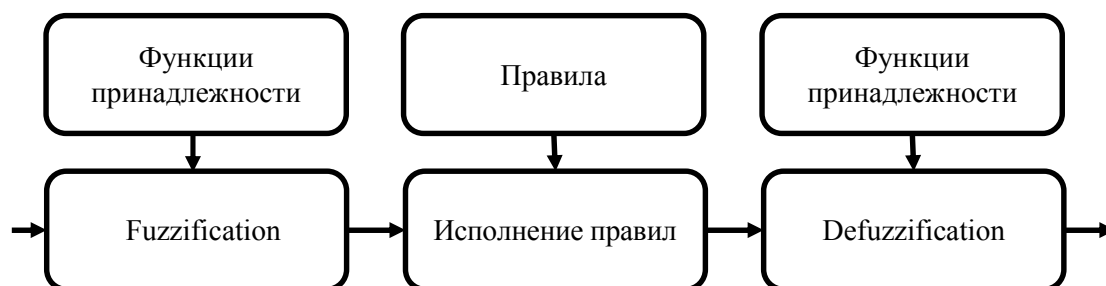 Функции
принадлежности
Правила
Функции
принадлежности
Fuzzification
Исполнение правил
Defuzzification